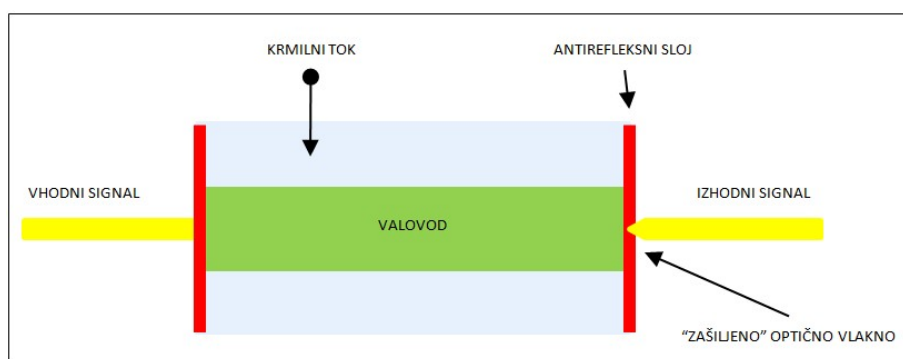 KRMILNI TOK
ANTIREFLEKSNI SLOJ
VHODNI SIGNAL
VALOVOD
IZHODNI SIGNAL
"ZAŠILJENO" OPTIČNO VLAKNO